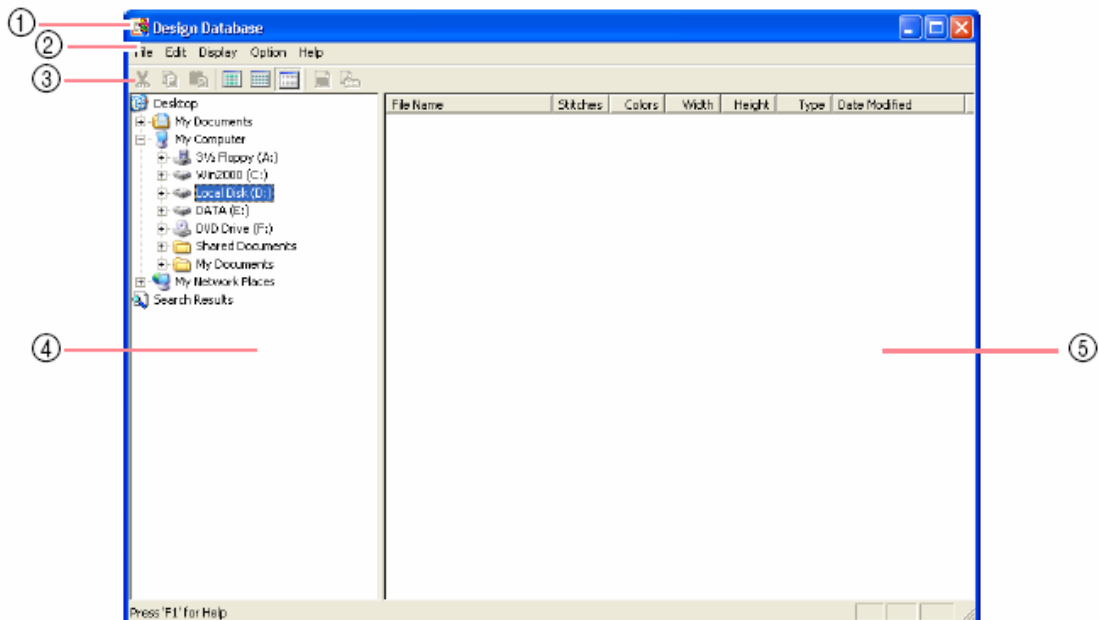 ① Design Database
② File Edit Display Option Help
③
Desktop
My Documents
My Computer
3½ Floppy (A:)
Win2000 (C:)
Local Disk (D:)
DATA (E:)
DVD Drive (F:)
Shared Documents
My Documents
My Network Places
Search Results
File Name Stitches Colors Width Height Type Date Modified
④
⑤
Press 'F1' for Help